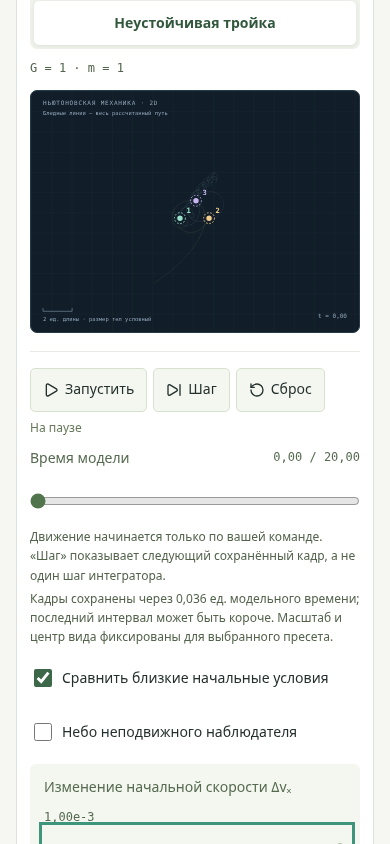 Неустойчивая тройка
G = 1 · m = 1
НЬЮТОНОВСКАЯ МЕХАНИКА · 2D
Бледные линии — весь рассчитанный путь
3
1
2
2 ед. длины · размер тел условный
t = 0,00
Запустить
Шаг
Сброс
На паузе
Время модели
0,00 / 20,00
Движение начинается только по вашей команде.
«Шаг» показывает следующий сохранённый кадр, а не
один шаг интегратора.
Кадры сохранены через 0,036 ед. модельного времени;
последний интервал может быть короче. Масштаб и
центр вида фиксированы для выбранного пресета.
Сравнить близкие начальные условия
Небо неподвижного наблюдателя
Изменение начальной скорости Δvₓ
1,00e-3